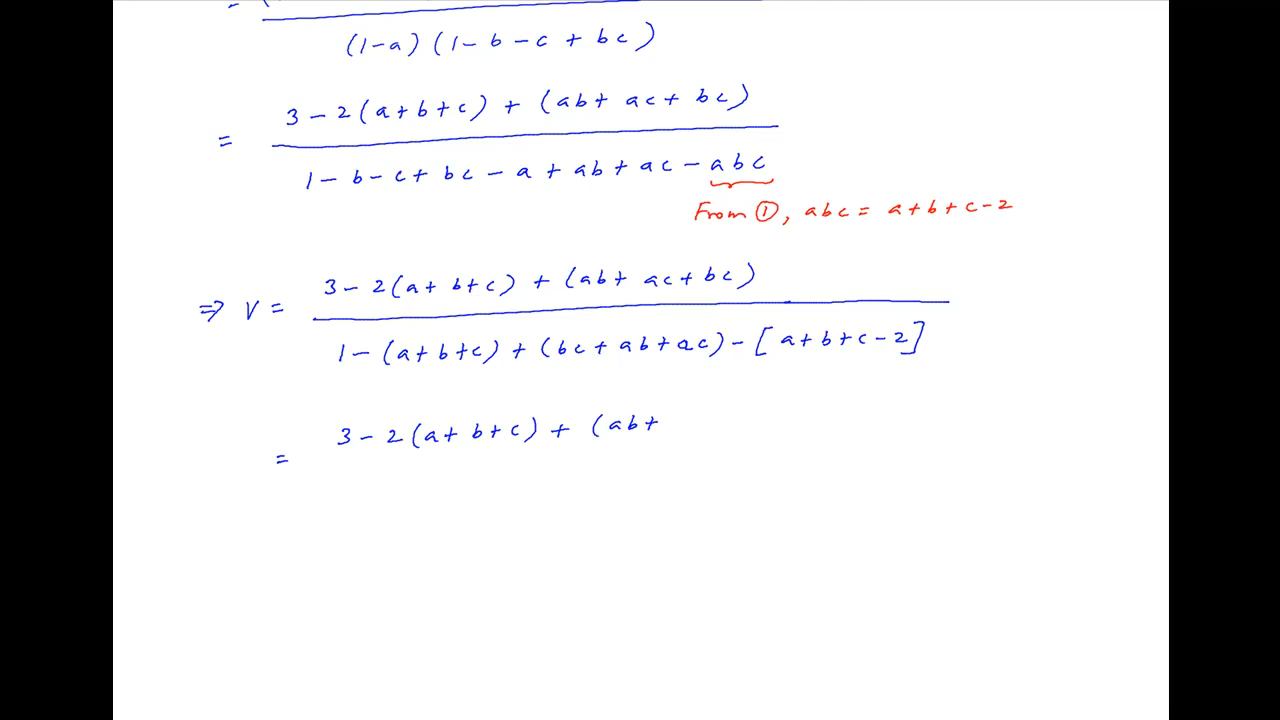 =
(1-a) (1-b-c+bc)
= 3-2(a+b+c) + (ab+ac+bc)
1-b-c+bc-a+ab+ac-abc
From ①, abc = a+b+c-2
⇒ V = 3-2(a+b+c) + (ab+ac+bc)
1-(a+b+c)+(bc+ab+ac)-[a+b+c-2]
= 3-2(a+b+c) + (ab+